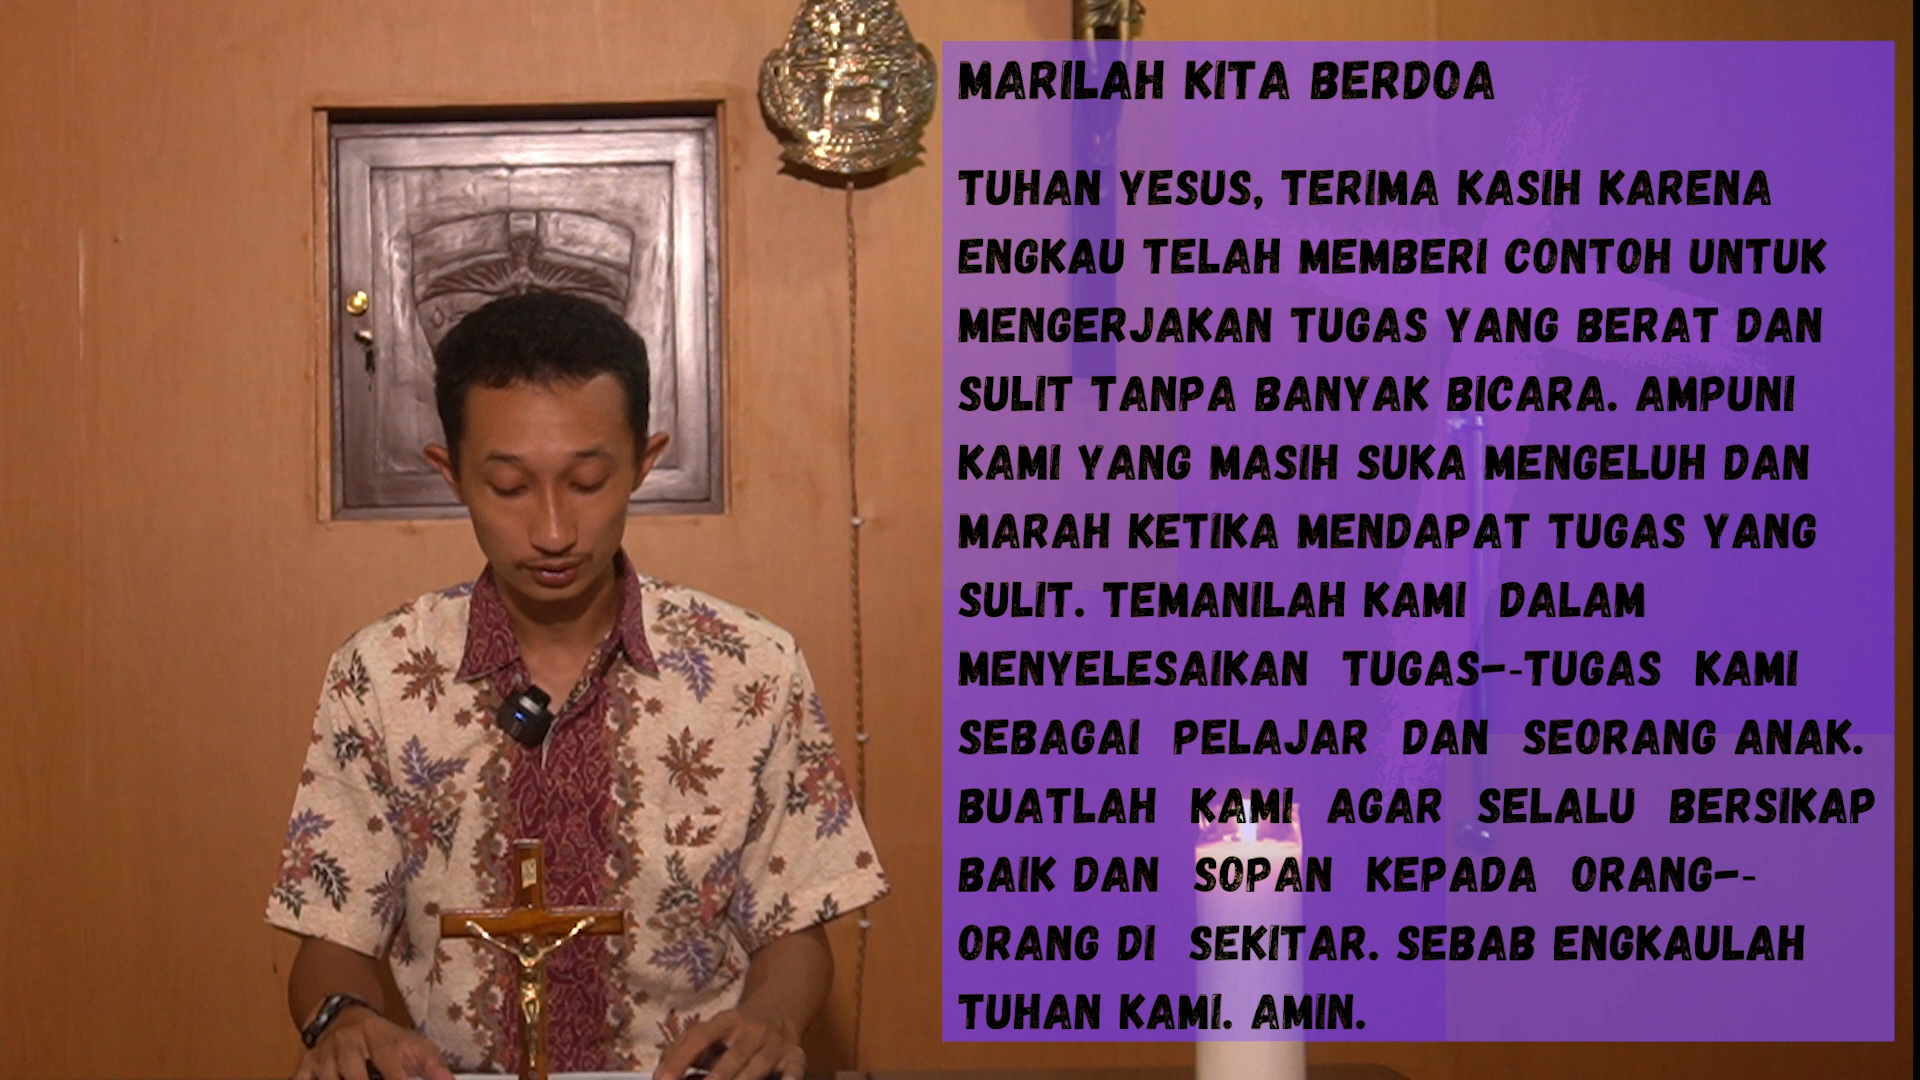 MARILAH KITA BERDOA
TUHAN YESUS, TERIMA KASIH KARENA
ENGKAU TELAH MEMBERI CONTOH UNTUK
MENGERJAKAN TUGAS YANG BERAT DAN
SULIT TANPA BANYAK BICARA. AMPUNI
KAMI YANG MASIH SUKA MENGELUH DAN
MARAH KETIKA MENDAPAT TUGAS YANG
SULIT. TEMANILAH KAMI DALAM
MENYELESAIKAN TUGAS--TUGAS KAMI
SEBAGAI PELAJAR DAN SEORANG ANAK.
BUATLAH KAMI AGAR SELALU BERSIKAP
BAIK DAN SOPAN KEPADA ORANG--
ORANG DI SEKITAR. SEBAB ENGKAULAH
TUHAN KAMI. AMIN.